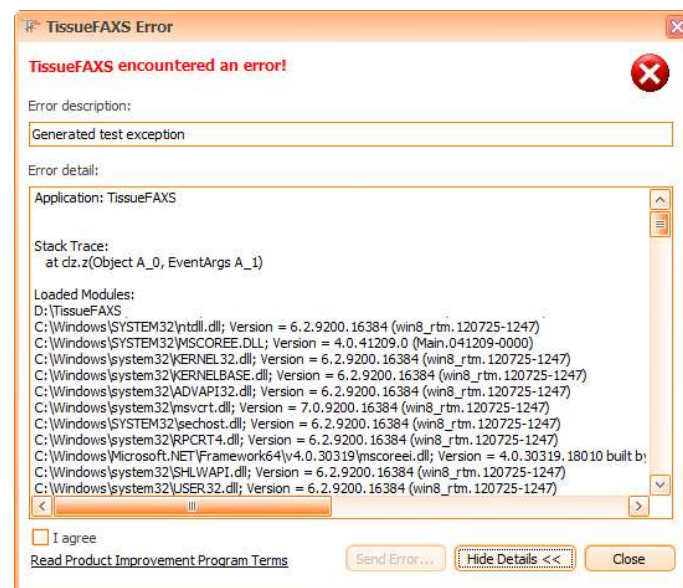 TissueFAXS Error
TissueFAXS encountered an error!
Error description:
Generated test exception
Error detail:
Application: TissueFAXS
Stack Trace:
at dz.z(Object A_0, EventArgs A_1)
Loaded Modules:
D:\TissueFAXS
C:\Windows\SYSTEM32\ntdll.dll; Version = 6.2.9200.16384 (win8_rtm.120725-1247)
C:\Windows\SYSTEM32\MSCOREE.DLL; Version = 4.0.41209.0 (Main.041209-0000)
C:\Windows\system32\KERNEL32.dll; Version = 6.2.9200.16384 (win8_rtm.120725-1247)
C:\Windows\system32\KERNELBASE.dll; Version = 6.2.9200.16384 (win8_rtm.120725-1247)
C:\Windows\system32\ADVAPI32.dll; Version = 6.2.9200.16384 (win8_rtm.120725-1247)
C:\Windows\system32\msvcrt.dll; Version = 7.0.9200.16384 (win8_rtm.120725-1247)
C:\Windows\SYSTEM32\sechost.dll; Version = 6.2.9200.16384 (win8_rtm.120725-1247)
C:\Windows\system32\RPCRT4.dll; Version = 6.2.9200.16384 (win8_rtm.120725-1247)
C:\Windows\Microsoft.NET\Framework64\v4.0.30319\mscoreei.dll; Version = 4.0.30319.18010 built by
C:\Windows\system32\SHLWAPI.dll; Version = 6.2.9200.16384 (win8_rtm.120725-1247)
C:\Windows\system32\USER32.dll; Version = 6.2.9200.16384 (win8_rtm.120725-1247)
I agree
Read Product Improvement Program Terms
Send Error...
Hide Details <<
Close